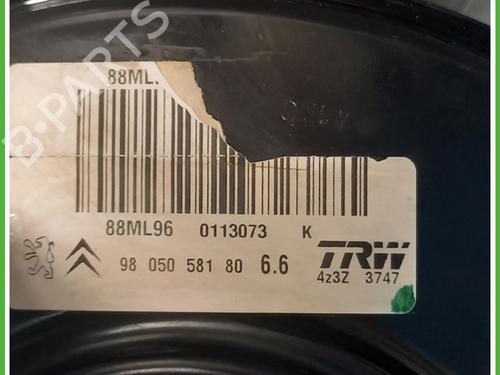 88ML.
B-PARTS
88ML96 0113073 K
98 050 581 80 6.6
TRW
4z3Z 3747